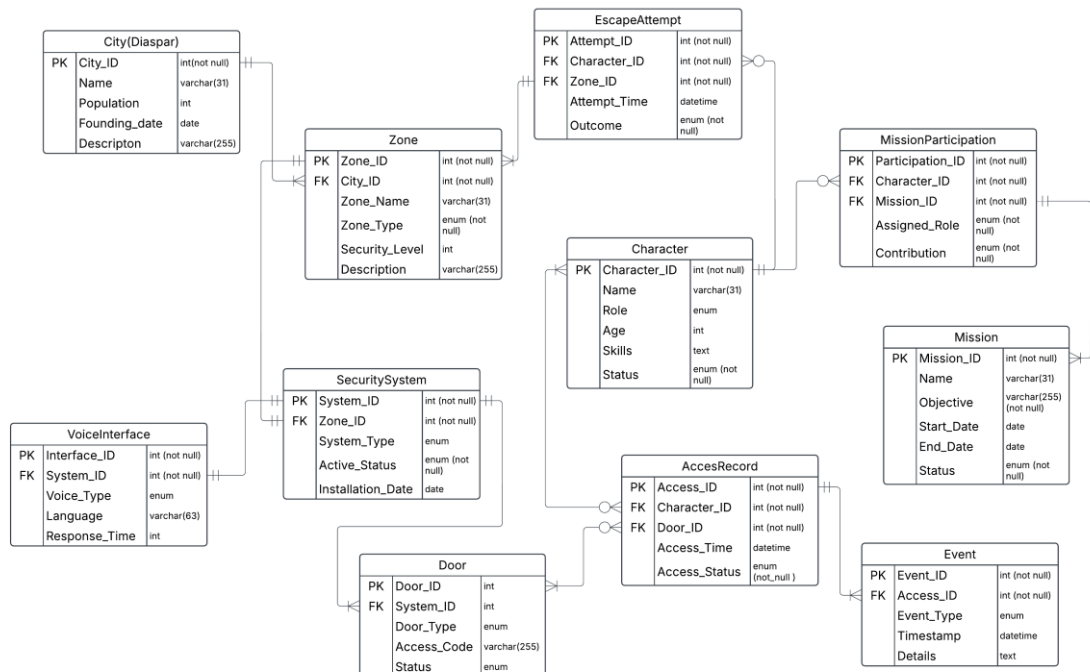 EscapeAttempt
PK Attempt_ID int (not null)
FK Character_ID int (not null)
FK Zone_ID int (not null)
Attempt_Time datetime
Outcome enum (not
null)
City(Diaspar)
PK City_ID int(not null)
Name varchar(31)
Population int
Founding_date date
Descripton varchar(255)
Zone
PK Zone_ID int (not null)
FK City_ID int (not null)
Zone_Name varchar(31)
Zone_Type enum (not
null)
Security_Level int
Description varchar(255)
MissionParticipation
PK Participation_ID int (not null)
FK Character_ID int (not null)
FK Mission_ID int (not null)
Assigned_Role enum (not
null)
Contribution enum (not
null)
Character
PK Character_ID int (not null)
Name varchar(31)
Role enum
Age int
Skills text
Status enum (not
null)
Mission
PK Mission_ID int (not null)
Name varchar(31)
Objective varchar(255)
(not null)
Start_Date date
End_Date date
Status enum (not
null)
SecuritySystem
PK System_ID int (not null)
FK Zone_ID int (not null)
System_Type enum
Active_Status enum (not
null)
Installation_Date date
VoiceInterface
PK Interface_ID int (not null)
FK System_ID int (not null)
Voice_Type enum
Language varchar(63)
Response_Time int
AccesRecord
PK Access_ID int (not null)
FK Character_ID int (not null)
FK Door_ID int (not null)
Access_Time datetime
Access_Status enum
(not_null )
Door
PK Door_ID int
FK System_ID int
Door_Type enum
Access_Code varchar(255)
Status enum
Event
PK Event_ID int (not null)
FK Access_ID int (not null)
Event_Type enum
Timestamp datetime
Details text